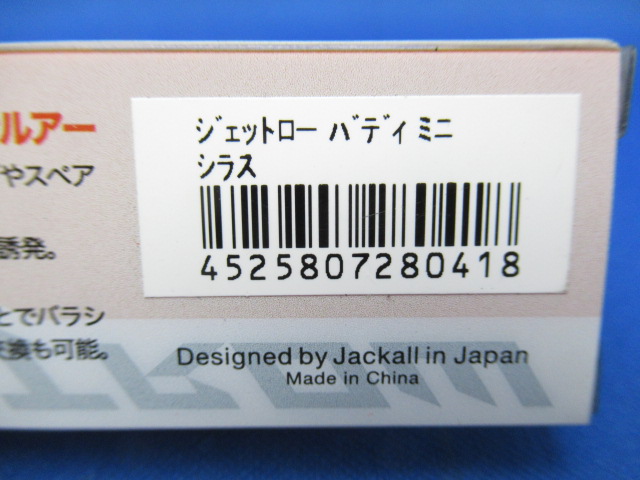 ルアー
やスペア
誘発。
とでバラシ
交換も可能。
ジェットロー バディ ミニ
シラス
4525807280418
Designed by Jackall in Japan
Made in China